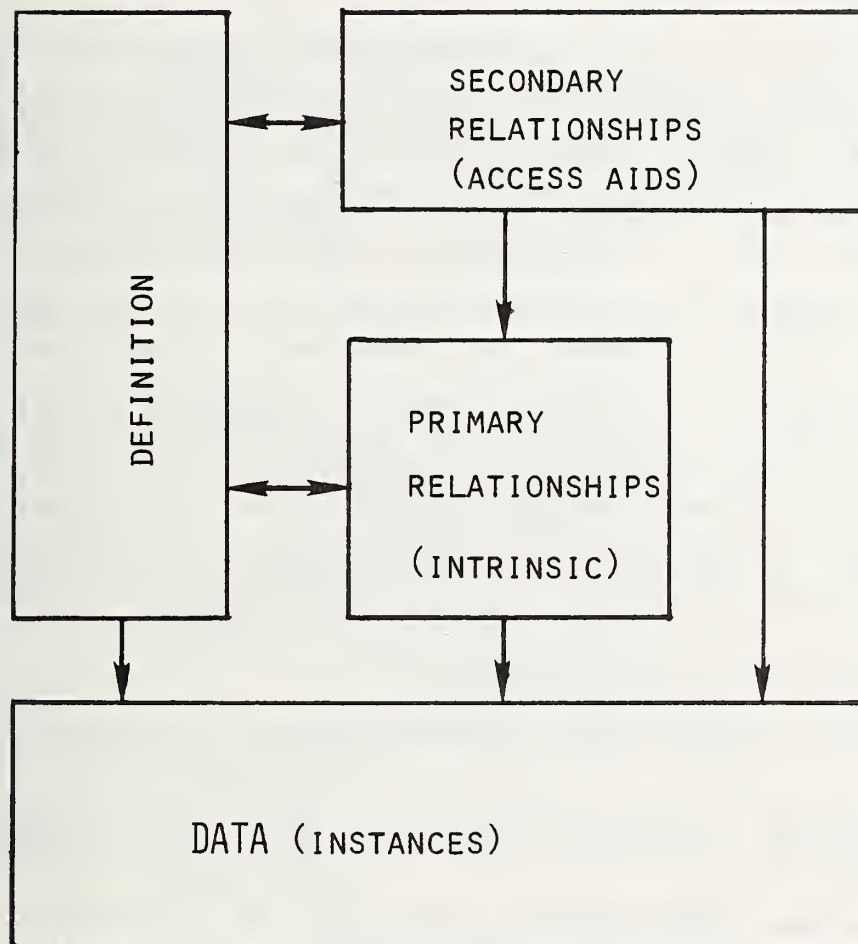 SECONDARY
RELATIONSHIPS
(ACCESS AIDS)
DEFINITION
PRIMARY
RELATIONSHIPS
(INTRINSIC)
DATA (INSTANCES)